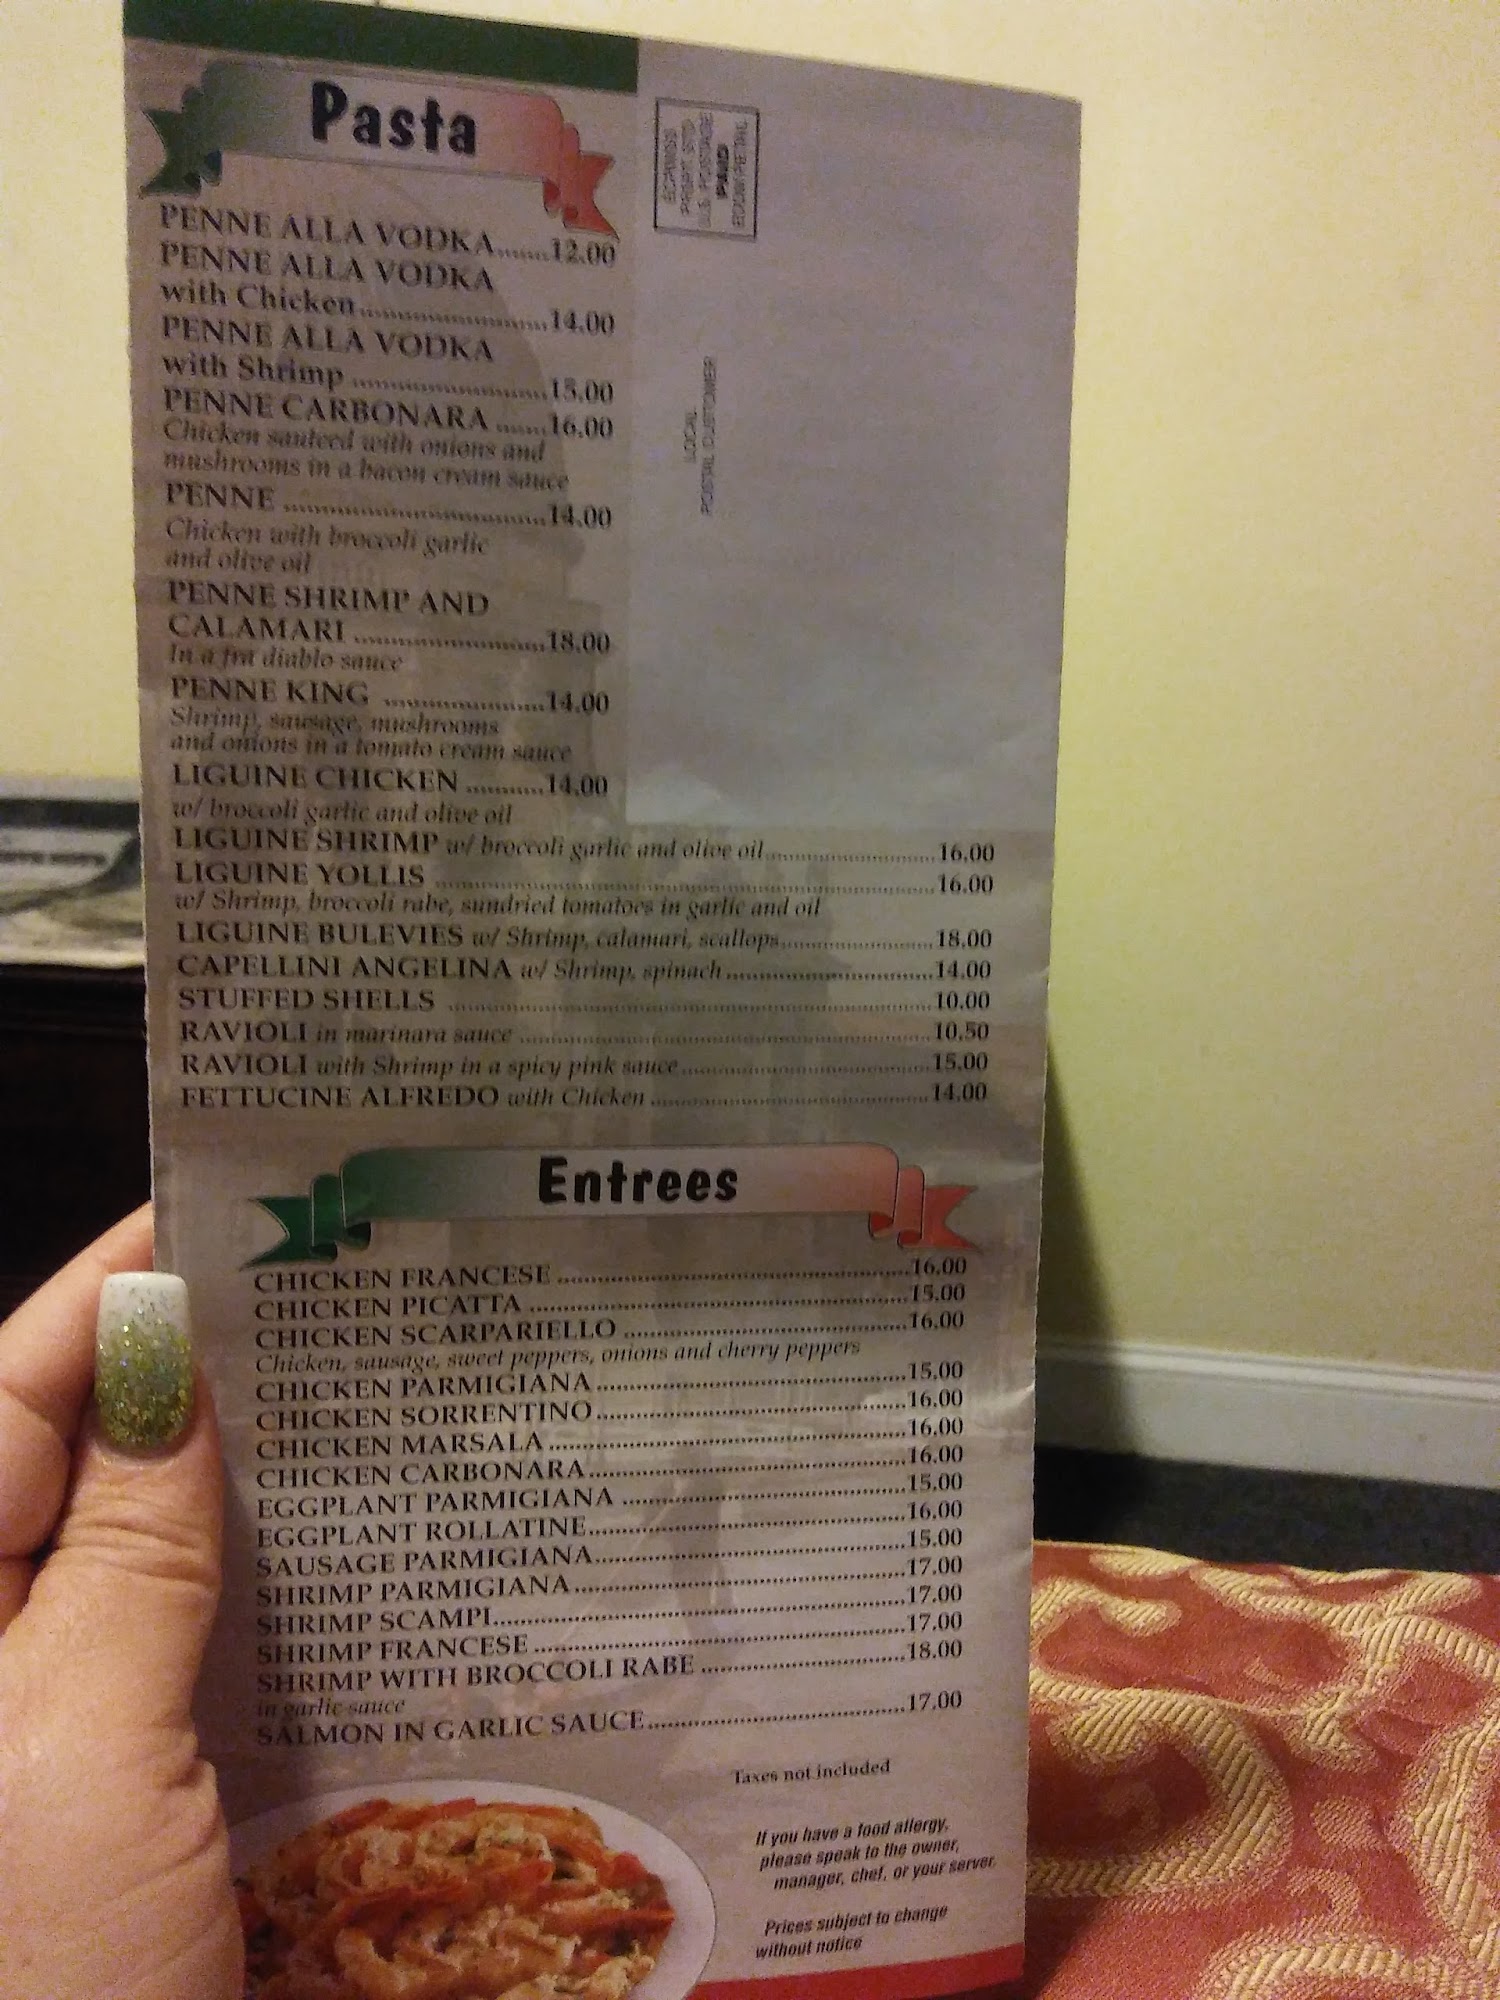 Pasta
PENNE ALLA VODKA.......12.00
PENNE ALLA VODKA
with Chicken..........................14.00
PENNE ALLA VODKA
with Shrimp ...........................15.00
PENNE CARBONARA .......16.00
Chicken sauteed with onions and
mushrooms in a bacon cream sauce
PENNE ....................................14.00
Chicken with broccoli garlic
and olive oil
PENNE SHRIMP AND
CALAMARI ..........................18.00
In a fra diablo sauce
PENNE KING ......................14.00
Shrimp, sausage, mushrooms
and onions in a tomato cream sauce
LIGUINE CHICKEN ...........14.00
w/ broccoli garlic and olive oil
LIGUINE SHRIMP w/ broccoli garlic and olive oil........................16.00
LIGUINE YOLLIS ......................................................................16.00
w/ Shrimp, broccoli rabe, sundried tomatoes in garlic and oil
LIGUINE BULEVIES w/ Shrimp, calamari, scallops......................18.00
CAPELLINI ANGELINA w/ Shrimp, spinach..............................14.00
STUFFED SHELLS ......................................................................10.00
RAVIOLI in marinara sauce ..........................................................10.50
RAVIOLI with Shrimp in a spicy pink sauce....................................15.00
FETTUCINE ALFREDO with Chicken ........................................14.00
ECRWSS
PRSRT STD
U.S. POSTAGE
PAID
EDDM RETAIL
LOCAL
POSTAL CUSTOMER
Entrees
CHICKEN FRANCESE ....................................................16.00
CHICKEN PICATTA ........................................................15.00
CHICKEN SCARPARIELLO ..........................................16.00
Chicken, sausage, sweet peppers, onions and cherry peppers
CHICKEN PARMIGIANA..............................................15.00
CHICKEN SORRENTINO..............................................16.00
CHICKEN MARSALA.....................................................16.00
CHICKEN CARBONARA...............................................16.00
EGGPLANT PARMIGIANA ..........................................15.00
EGGPLANT ROLLATINE...............................................16.00
SAUSAGE PARMIGIANA..............................................15.00
SHRIMP PARMIGIANA.................................................17.00
SHRIMP SCAMPI.............................................................17.00
SHRIMP FRANCESE .......................................................17.00
SHRIMP WITH BROCCOLI RABE ...............................18.00
in garlic sauce
SALMON IN GARLIC SAUCE.......................................17.00
Taxes not included
If you have a food allergy,
please speak to the owner,
manager, chef, or your server.
Prices subject to change
without notice